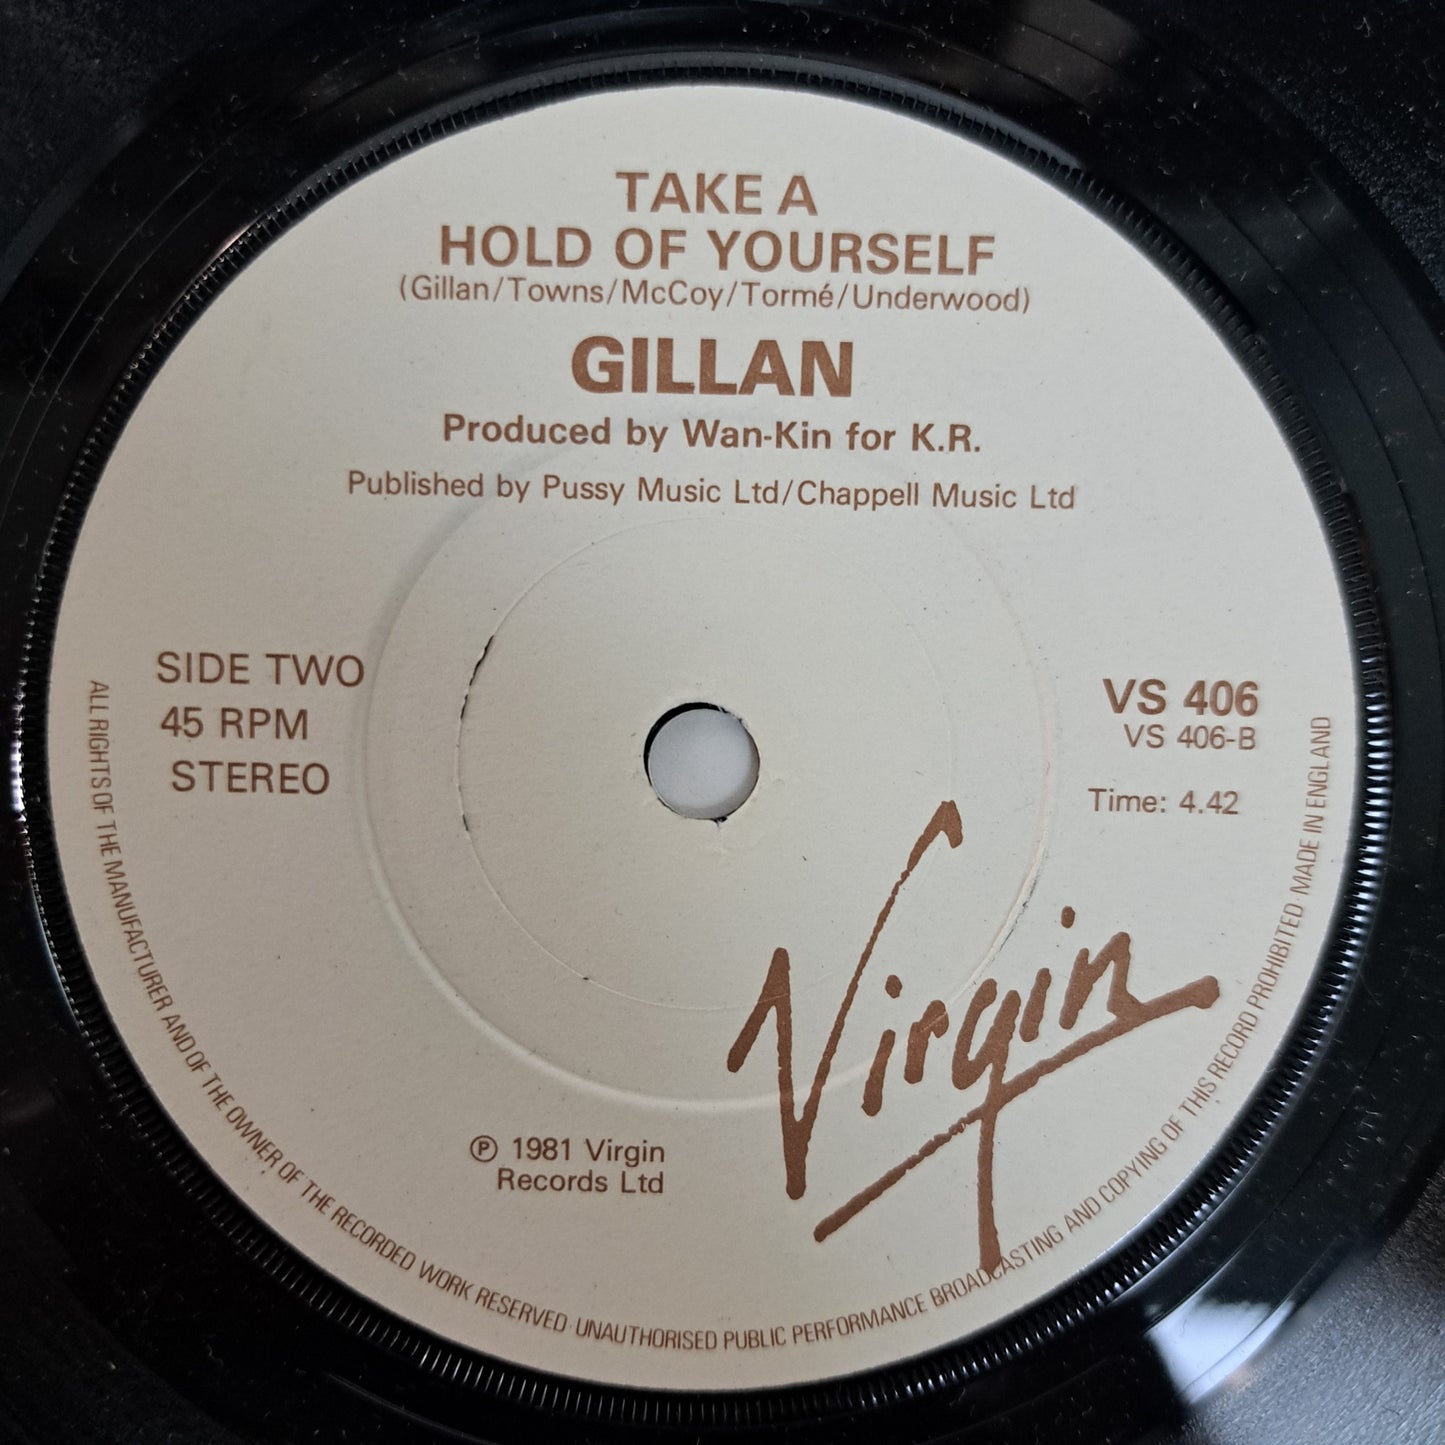 TAKE A
HOLD OF YOURSELF
(Gillan/Towns/McCoy/Tormé/Underwood)
GILLAN
Produced by Wan-Kin for K.R.
Published by Pussy Music Ltd/Chappell Music Ltd
SIDE TWO
45 RPM
STEREO
VS 406
VS 406-B
Time: 4.42
Virgin
℗ 1981 Virgin
Records Ltd
ALL RIGHTS OF THE MANUFACTURER AND OF THE OWNER OF THE RECORDED WORK RESERVED · UNAUTHORISED PUBLIC PERFORMANCE BROADCASTING AND COPYING OF THIS RECORD PROHIBITED · MADE IN ENGLAND